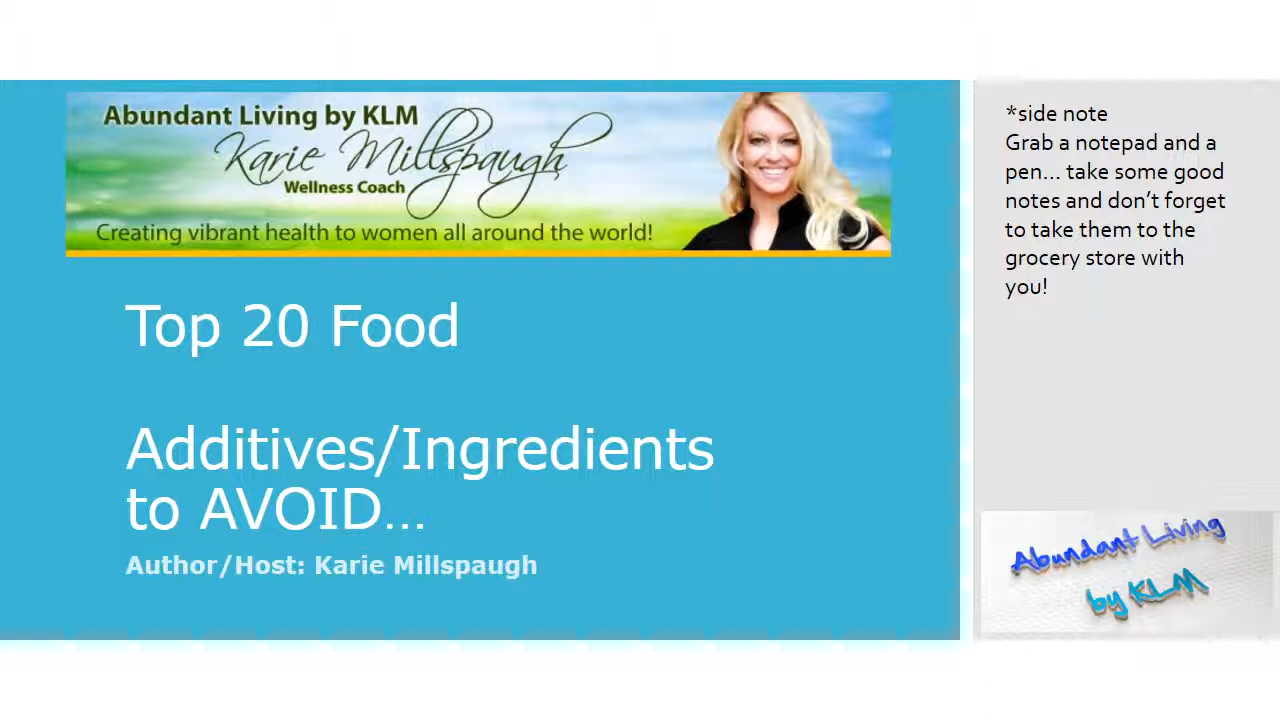 Abundant Living by KLM
Karie Millspaugh
Wellness Coach
Creating vibrant health to women all around the world!
Top 20 Food
Additives/Ingredients
to AVOID...
Author/Host: Karie Millspaugh
*side note
Grab a notepad and a
pen... take some good
notes and don’t forget
to take them to the
grocery store with
you!
Abundant Living
by KLM